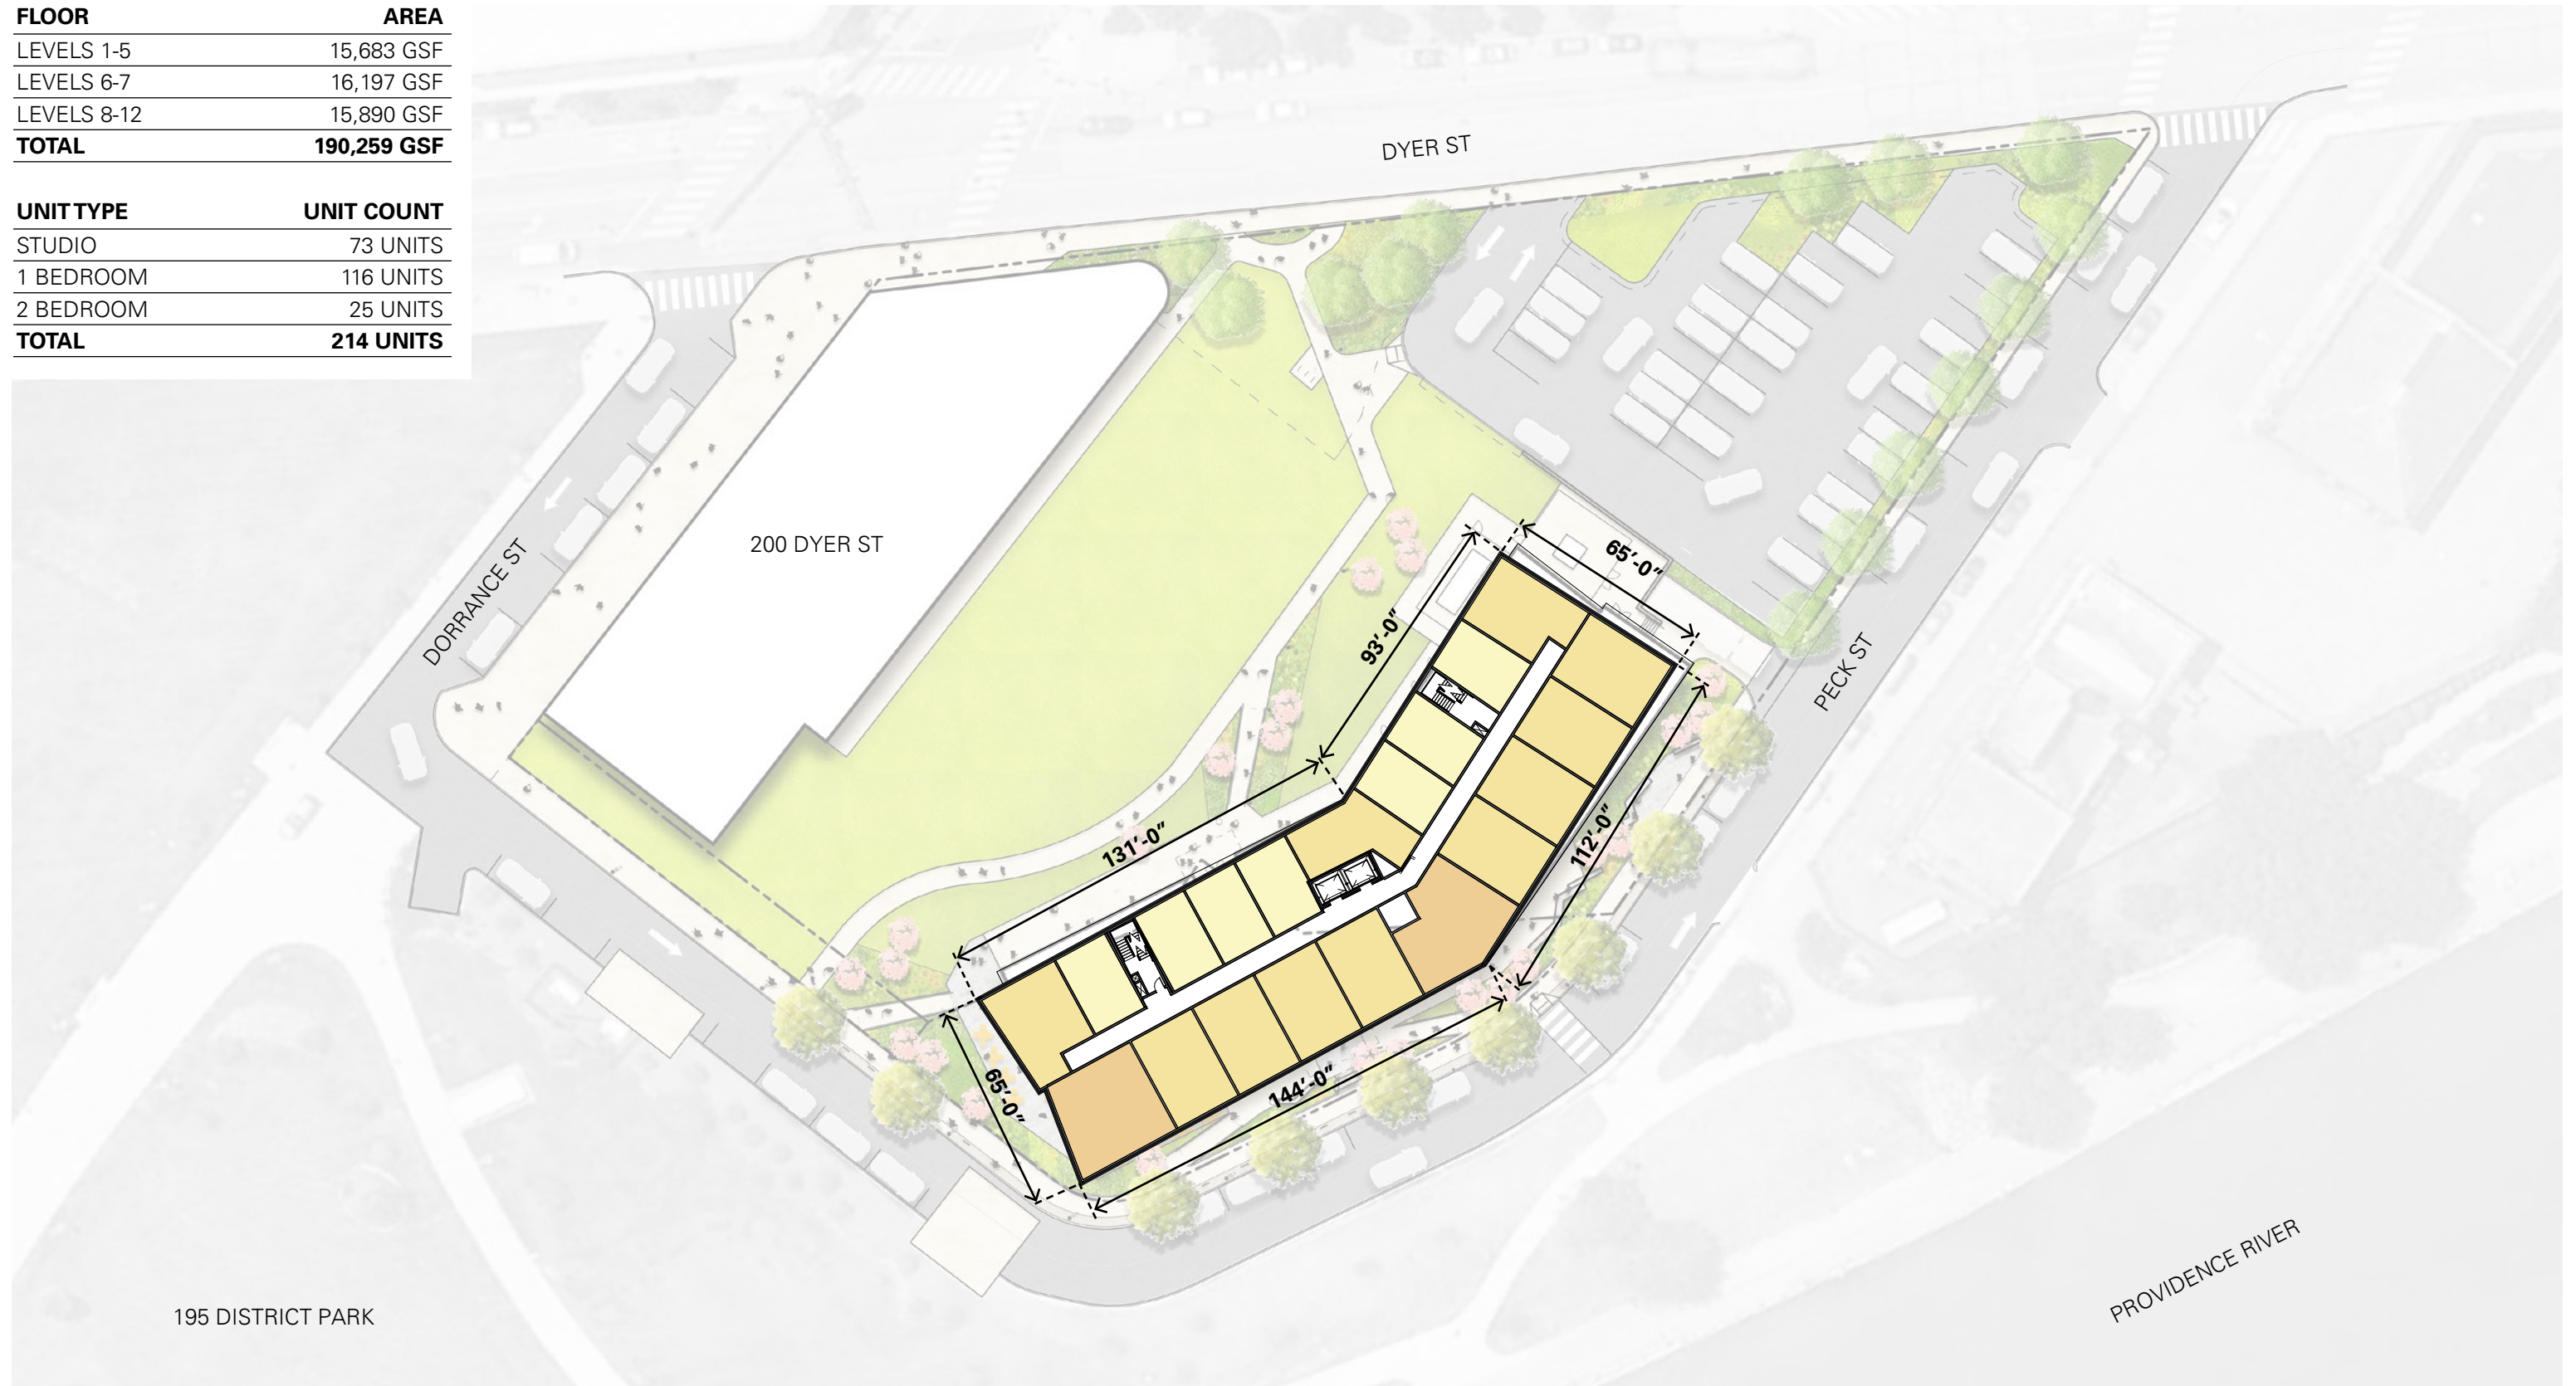 FLOOR AREA
LEVELS 1-5 15,683 GSF
LEVELS 6-7 16,197 GSF
LEVELS 8-12 15,890 GSF
TOTAL 190,259 GSF
UNIT TYPE UNIT COUNT
STUDIO 73 UNITS
1 BEDROOM 116 UNITS
2 BEDROOM 25 UNITS
TOTAL 214 UNITS
DYER ST
200 DYER ST
DORRANCE ST
65'-0"
93'-0"
PECK ST
131'-0"
112'-0"
65'-0"
144'-0"
195 DISTRICT PARK
PROVIDENCE RIVER